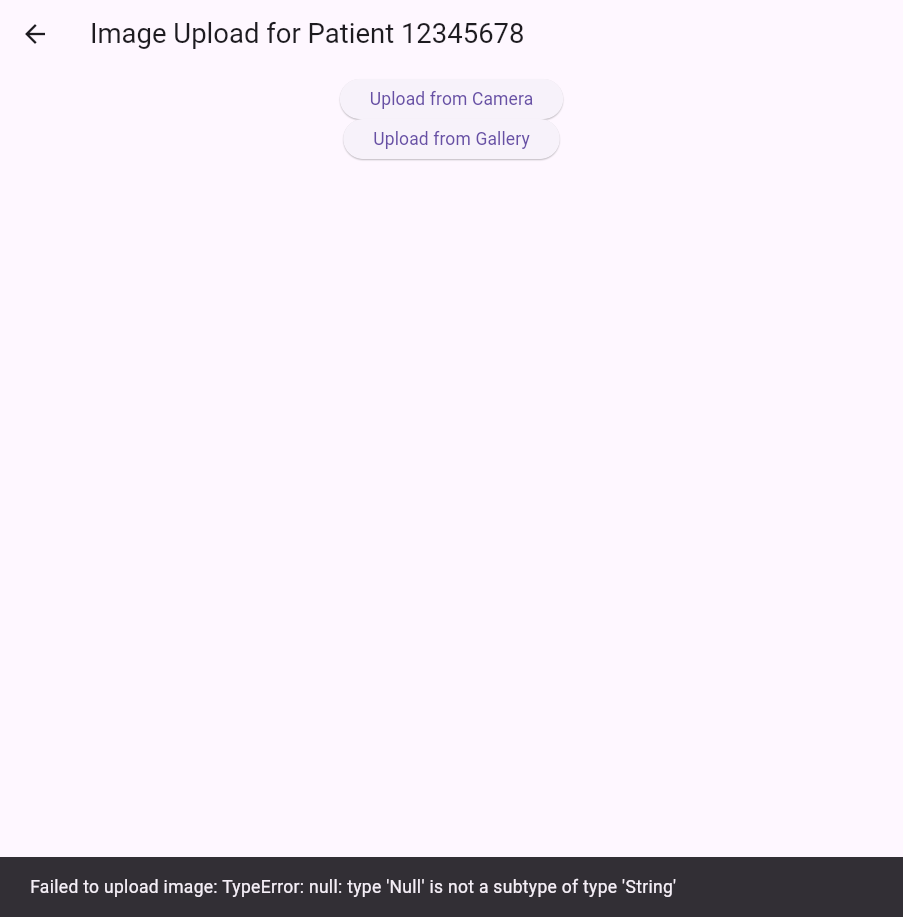 Image Upload for Patient 12345678
Upload from Camera
Upload from Gallery
Failed to upload image: TypeError: null: type 'Null' is not a subtype of type 'String'